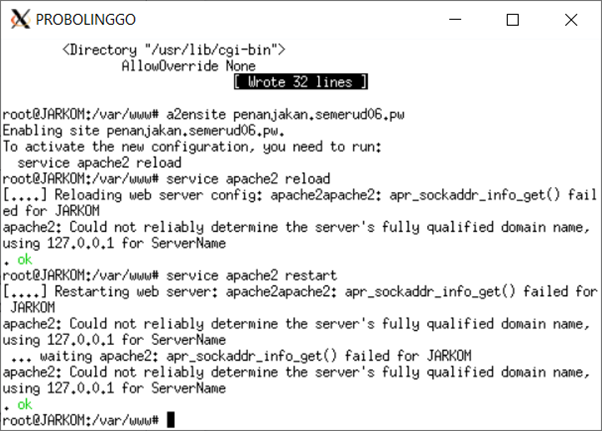 PROBOLINGGO
<Directory "/usr/lib/cgi-bin">
AllowOverride None
[ Wrote 32 lines ]
root@JARKOM:/var/www# a2ensite penanjakan.semerud06.pw
Enabling site penanjakan.semerud06.pw.
To activate the new configuration, you need to run:
  service apache2 reload
root@JARKOM:/var/www# service apache2 reload
[....] Reloading web server config: apache2apache2: apr_sockaddr_info_get() fail
ed for JARKOM
apache2: Could not reliably determine the server's fully qualified domain name,
using 127.0.0.1 for ServerName
. ok
root@JARKOM:/var/www# service apache2 restart
[....] Restarting web server: apache2apache2: apr_sockaddr_info_get() failed for
 JARKOM
apache2: Could not reliably determine the server's fully qualified domain name,
using 127.0.0.1 for ServerName
 ... waiting apache2: apr_sockaddr_info_get() failed for JARKOM
apache2: Could not reliably determine the server's fully qualified domain name,
using 127.0.0.1 for ServerName
. ok
root@JARKOM:/var/www#